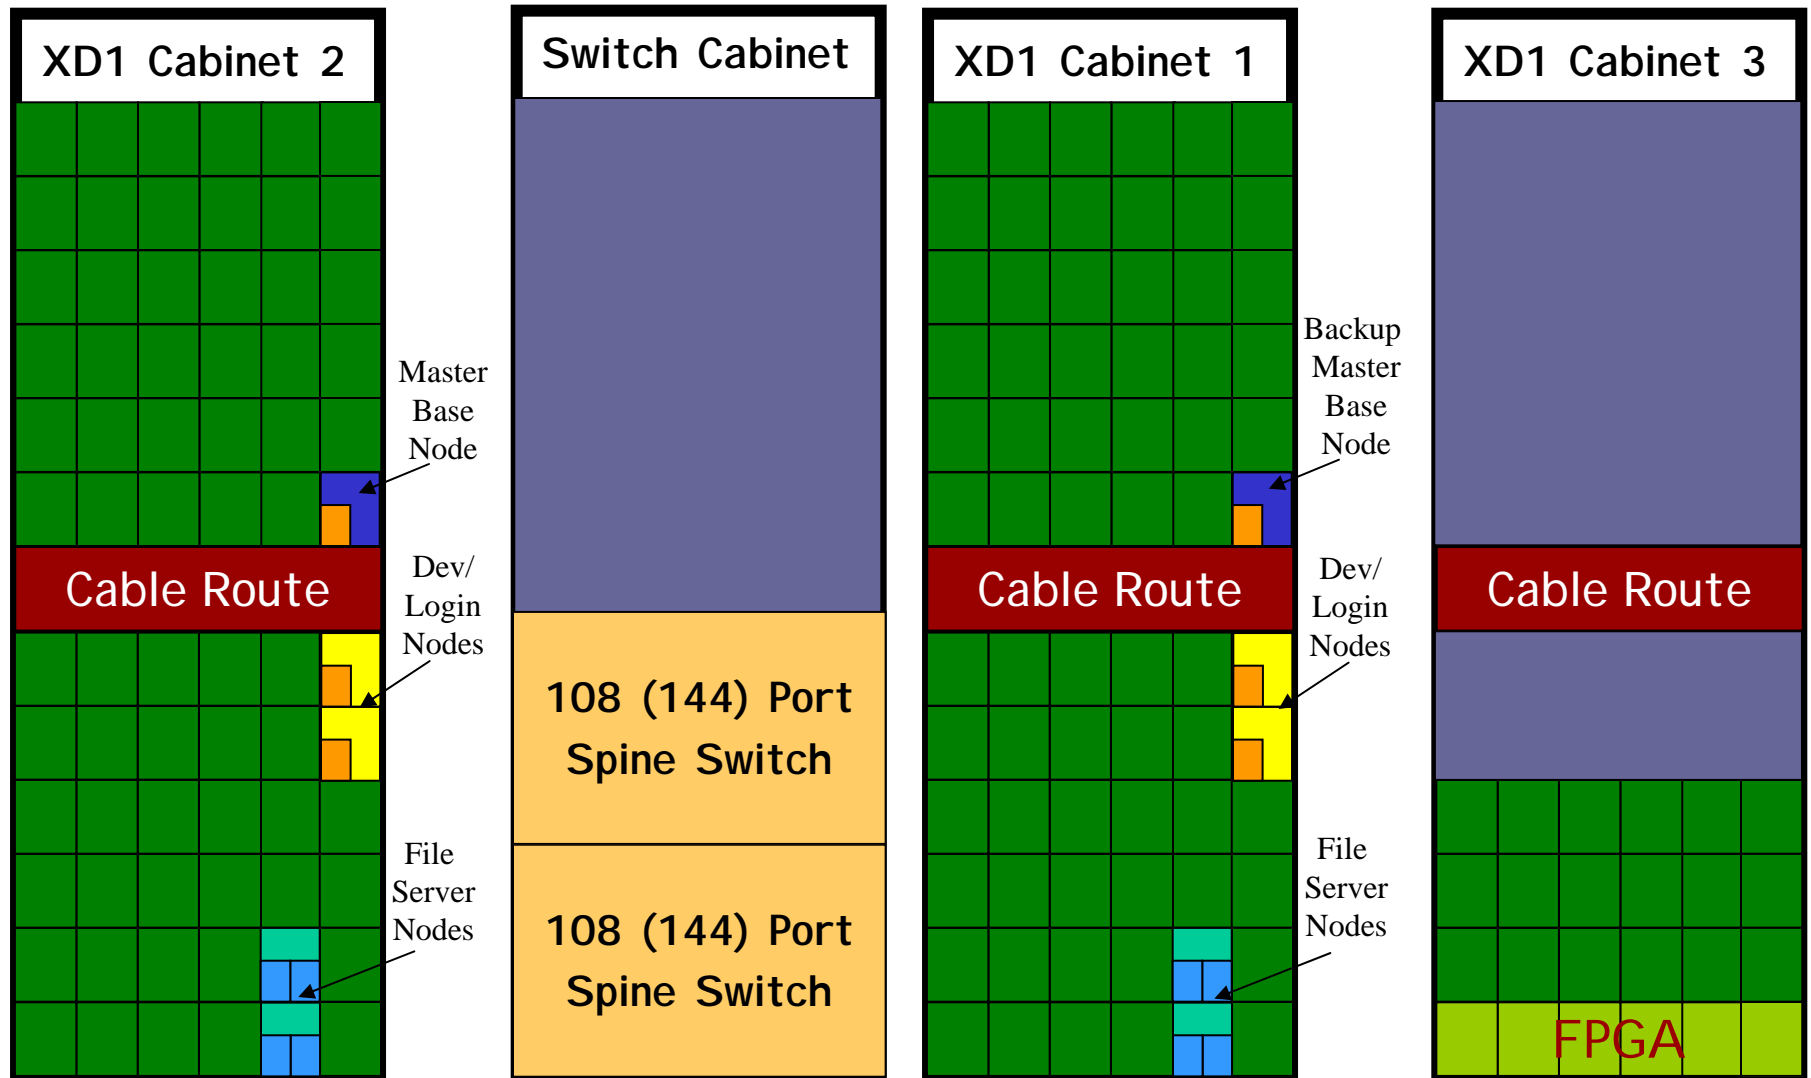 XD1 Cabinet 2
Switch Cabinet
XD1 Cabinet 1
XD1 Cabinet 3
Master
Base
Node
Backup
Master
Base
Node
Cable Route
Dev/
Login
Nodes
Cable Route
Dev/
Login
Nodes
Cable Route
108 (144) Port
Spine Switch
File
Server
Nodes
108 (144) Port
Spine Switch
File
Server
Nodes
FPGA